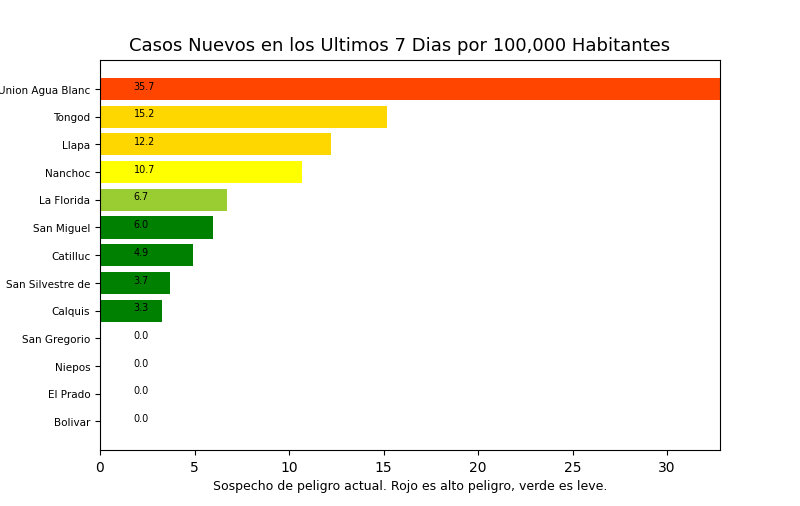 Casos Nuevos en los Ultimos 7 Dias por 100,000 Habitantes
Union Agua Blanc 35.7
Tongod 15.2
Llapa 12.2
Nanchoc 10.7
La Florida 6.7
San Miguel 6.0
Catilluc 4.9
San Silvestre de 3.7
Calquis 3.3
San Gregorio 0.0
Niepos 0.0
El Prado 0.0
Bolivar 0.0
0 5 10 15 20 25 30
Sospecho de peligro actual. Rojo es alto peligro, verde es leve.